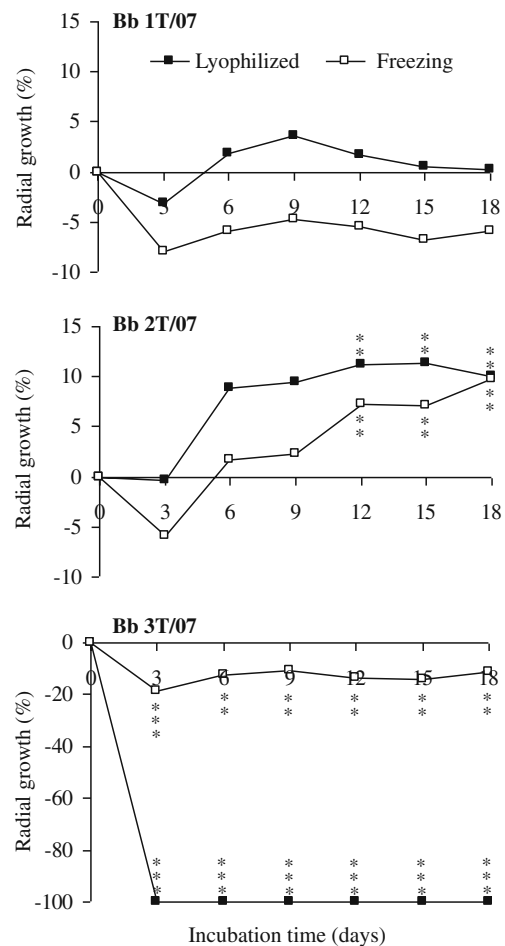 Bb 1T/07
15
Lyophilized Freezing
10
5
0
0 3 6 9 12 15 18
-5
-10
Radial growth (%)
Bb 2T/07
15
10
5
0
0 3 6 9 12 15 18
-5
-10
Radial growth (%)
** ** **
** ** **
Bb 3T/07
0
0 3 6 9 12 15 18
-20
-40
-60
-80
-100
Radial growth (%)
*** ** ** ** ** **
*** *** *** *** *** ***
Incubation time (days)